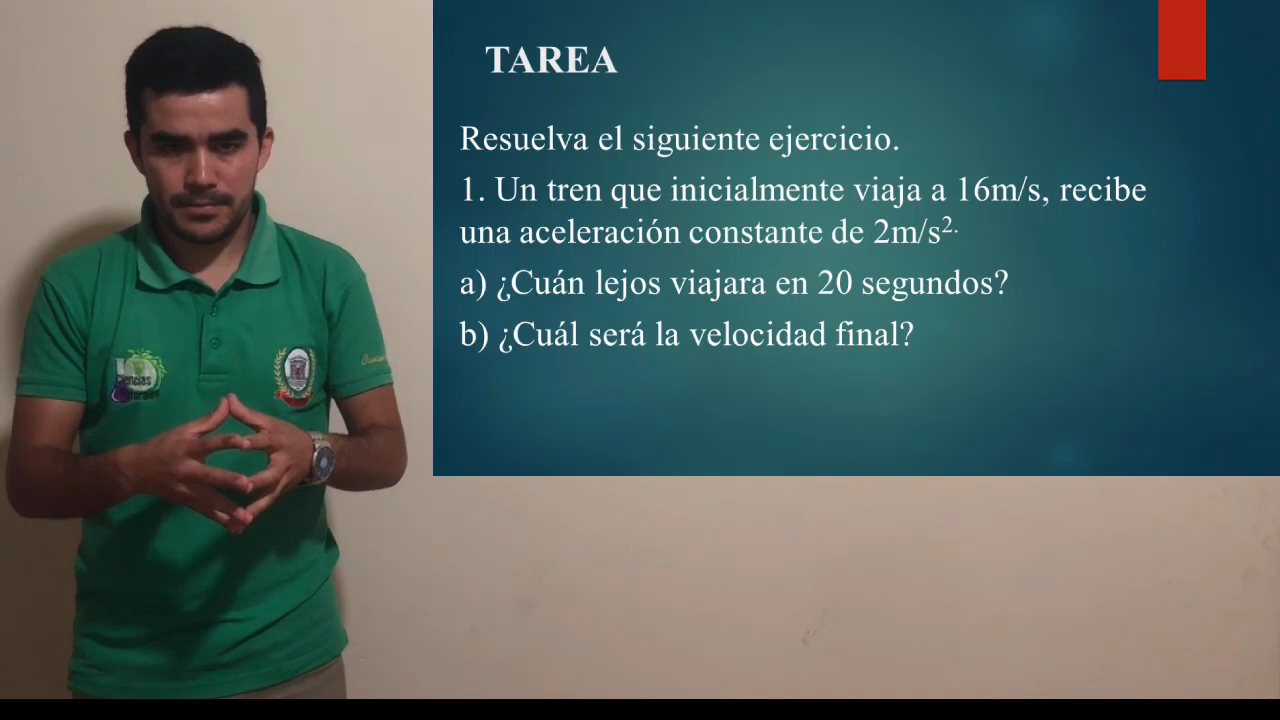 TAREA
Resuelva el siguiente ejercicio.
1. Un tren que inicialmente viaja a 16m/s, recibe
una aceleración constante de 2m/s².
a) ¿Cuán lejos viajara en 20 segundos?
b) ¿Cuál será la velocidad final?
Ciencias